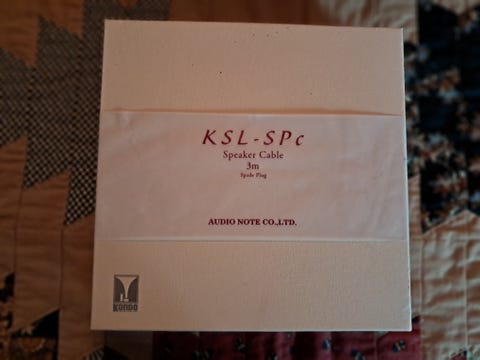 KSL-SPc
Speaker Cable
3m
Spade Plug
AUDIO NOTE CO.,LTD.
KONDO